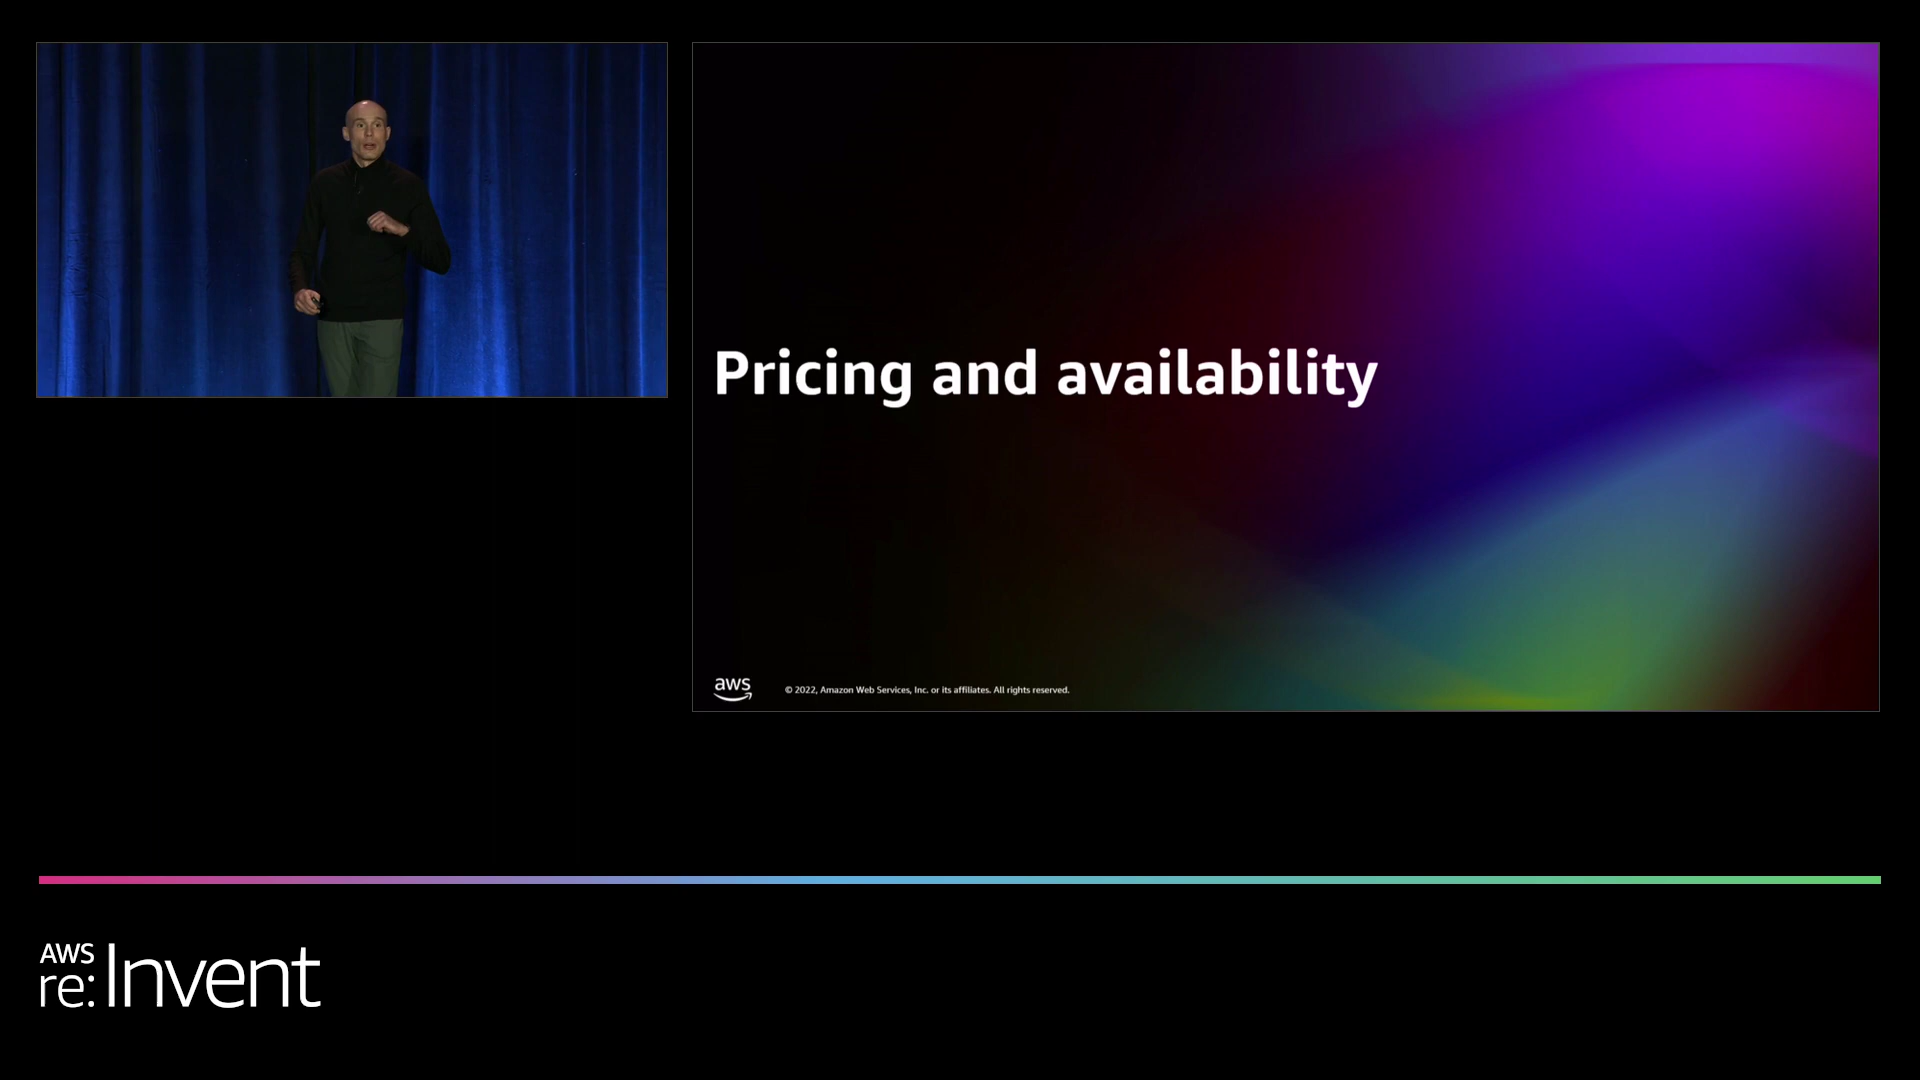 Pricing and availability
aws
© 2022, Amazon Web Services, Inc. or its affiliates. All rights reserved.
AWS
re:Invent